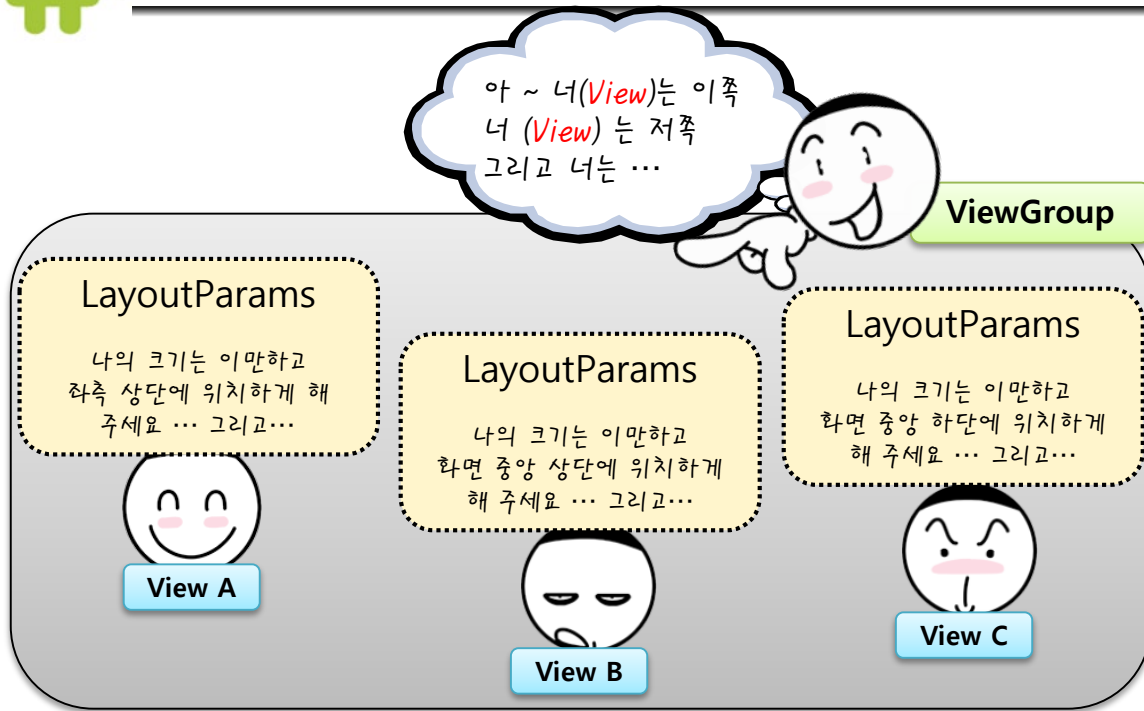 아 ~ 너(View)는 이쪽
너 (View) 는 저쪽
그리고 너는 …
ViewGroup
LayoutParams
나의 크기는 이만하고
좌측 상단에 위치하게 해
주세요 … 그리고…
View A
LayoutParams
나의 크기는 이만하고
화면 중앙 상단에 위치하게
해 주세요 … 그리고…
View B
LayoutParams
나의 크기는 이만하고
화면 중앙 하단에 위치하게
해 주세요 … 그리고…
View C